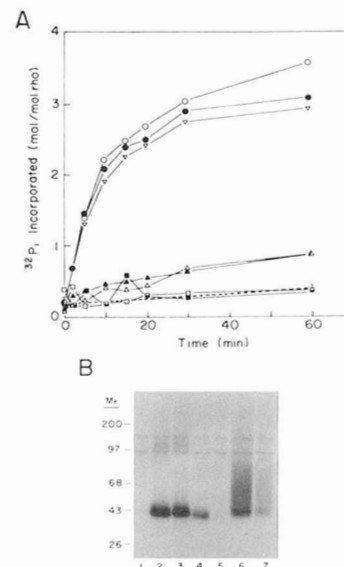 A
4
3
2
1
0
³²Pᵢ Incorporated (mol/mol rho)
0 20 40 60
Time (min)
B
Mr
200 -
97 -
68 -
43 -
26 -
1 2 3 4 5 6 7